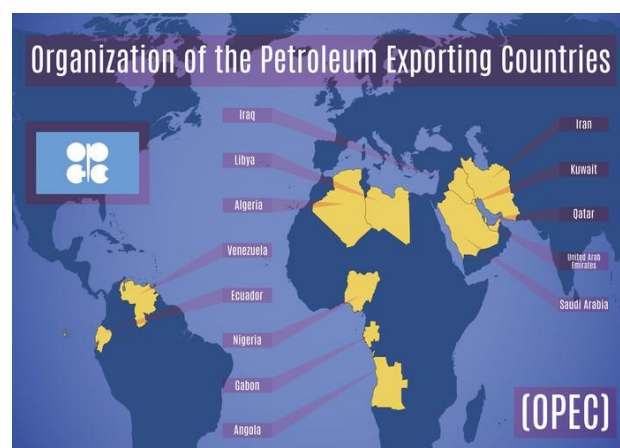 Organization of the Petroleum Exporting Countries
Iraq
Libya
Algeria
Venezuela
Ecuador
Nigeria
Gabon
Angola
Iran
Kuwait
Qatar
United Arab
Emirates
Saudi Arabia
(OPEC)